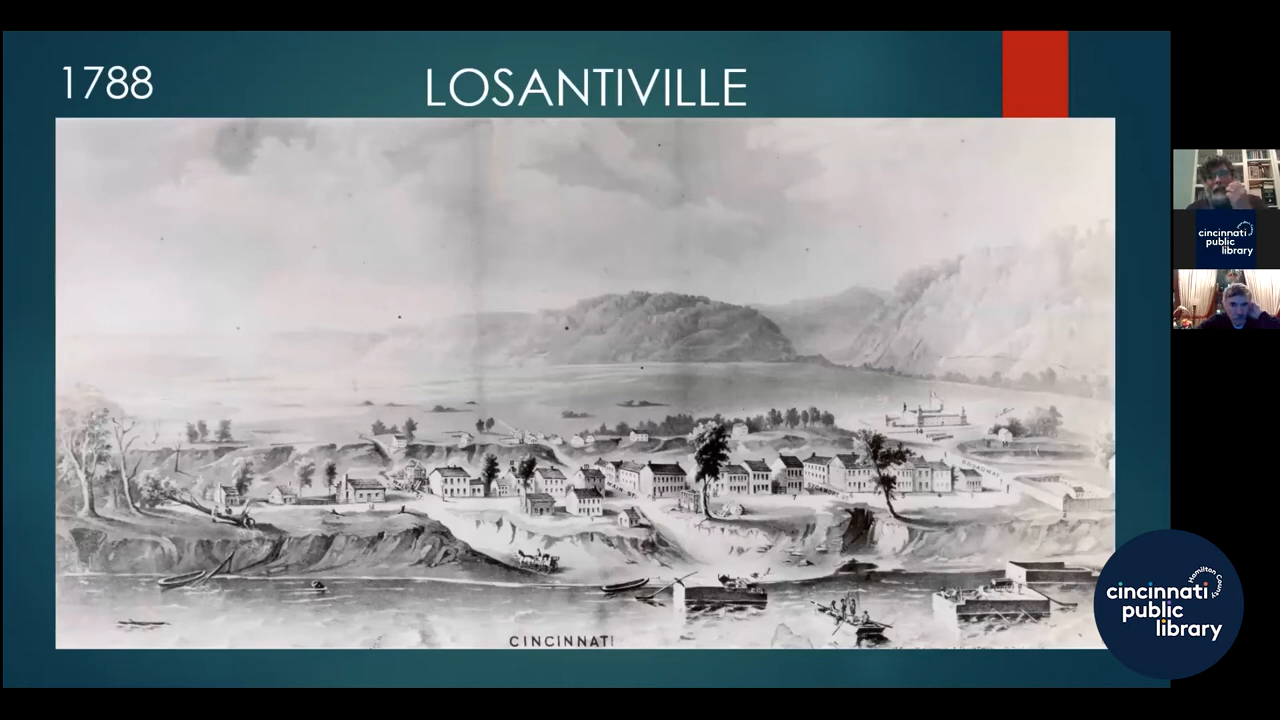 1788
LOSANTIVILLE
CINCINNATI
cincinnati
public
library
Hamilton County
cincinnati
public
library